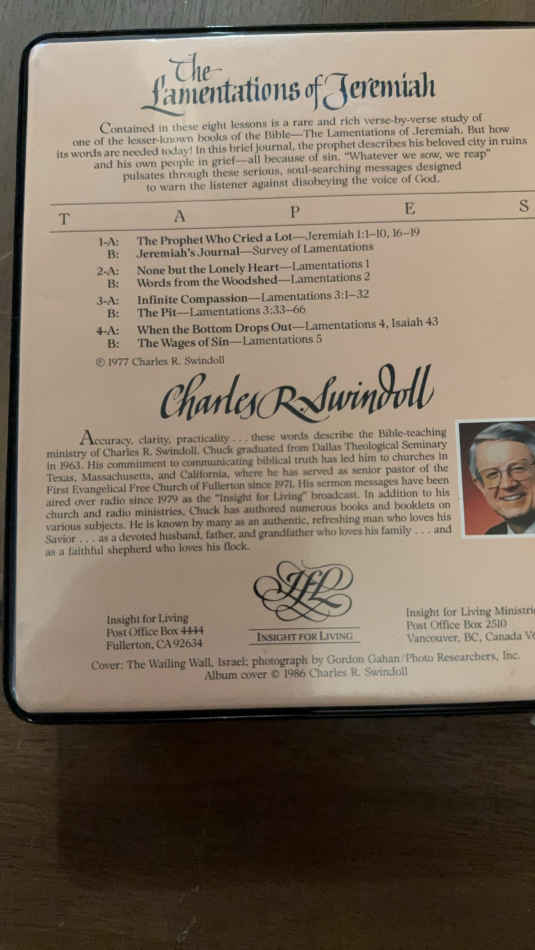 The
Lamentations of Jeremiah
Contained in these eight lessons is a rare and rich verse-by-verse study of
one of the lesser-known books of the Bible—The Lamentations of Jeremiah. But how
its words are needed today! In this brief journal, the prophet describes his beloved city in ruins
and his own people in grief—all because of sin. "Whatever we sow, we reap"
pulsates through these serious, soul-searching messages designed
to warn the listener against disobeying the voice of God.
T A P E S
1-A: The Prophet Who Cried a Lot—Jeremiah 1:1–10, 16–19
B: Jeremiah's Journal—Survey of Lamentations
2-A: None but the Lonely Heart—Lamentations 1
B: Words from the Woodshed—Lamentations 2
3-A: Infinite Compassion—Lamentations 3:1–32
B: The Pit—Lamentations 3:33–66
4-A: When the Bottom Drops Out—Lamentations 4, Isaiah 43
B: The Wages of Sin—Lamentations 5
© 1977 Charles R. Swindoll
Charles R. Swindoll
Accuracy, clarity, practicality . . . these words describe the Bible-teaching
ministry of Charles R. Swindoll. Chuck graduated from Dallas Theological Seminary
in 1963. His commitment to communicating biblical truth has led him to churches in
Texas, Massachusetts, and California, where he has served as senior pastor of the
First Evangelical Free Church of Fullerton since 1971. His sermon messages have been
aired over radio since 1979 as the "Insight for Living" broadcast. In addition to his
church and radio ministries, Chuck has authored numerous books and booklets on
various subjects. He is known by many as an authentic, refreshing man who loves his
Savior . . . as a devoted husband, father, and grandfather who loves his family . . . and
as a faithful shepherd who loves his flock.
IFL
INSIGHT FOR LIVING
Insight for Living
Post Office Box 4444
Fullerton, CA 92634
Insight for Living Ministrie
Post Office Box 2510
Vancouver, BC, Canada V6
Cover: The Wailing Wall, Israel; photograph by Gordon Gahan/Photo Researchers, Inc.
Album cover © 1986 Charles R. Swindoll